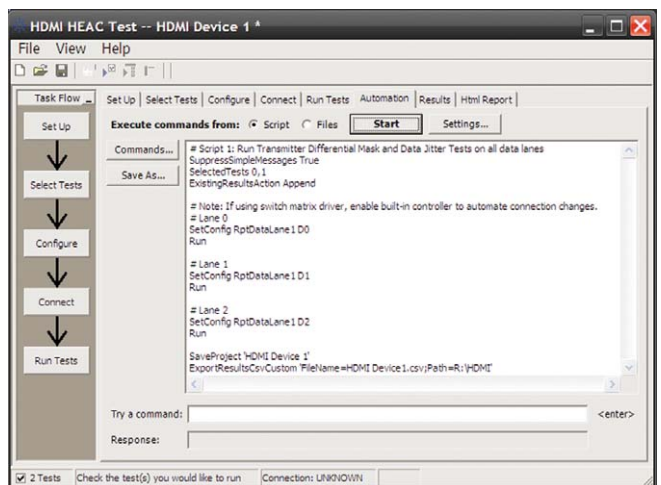 HDMI HEAC Test -- HDMI Device 1 *
File View Help
Task Flow
Set Up
Select Tests
Configure
Connect
Run Tests
Set Up Select Tests Configure Connect Run Tests Automation Results Html Report
Execute commands from: Script Files Start Settings...
Commands...
Save As...
# Script 1: Run Transmitter Differential Mask and Data Jitter Tests on all data lanes
SuppressSimpleMessages True
SelectedTests 0,1
ExistingResultsAction Append
# Note: If using switch matrix driver, enable built-in controller to automate connection changes.
# Lane 0
SetConfig RptDataLane1 D0
Run
# Lane 1
SetConfig RptDataLane1 D1
Run
# Lane 2
SetConfig RptDataLane1 D2
Run
SaveProject 'HDMI Device 1'
ExportResultsCsvCustom 'FileName=HDMI Device1.csv;Path=R:\HDMI'
Try a command: <enter>
Response:
2 Tests Check the test(s) you would like to run Connection: UNKNOWN